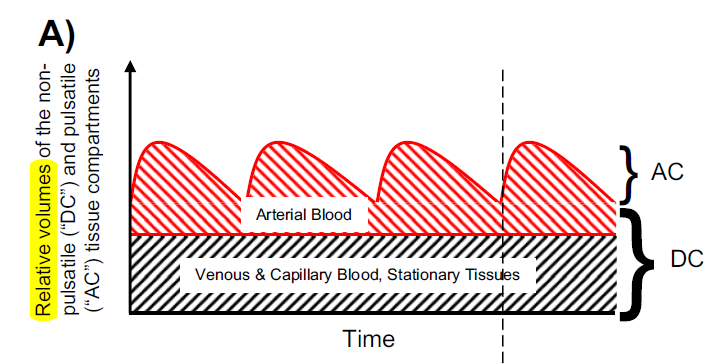 A)
Relative volumes of the non-
pulsatile ("DC") and pulsatile
("AC") tissue compartments
AC
Arterial Blood
DC
Venous & Capillary Blood, Stationary Tissues
Time